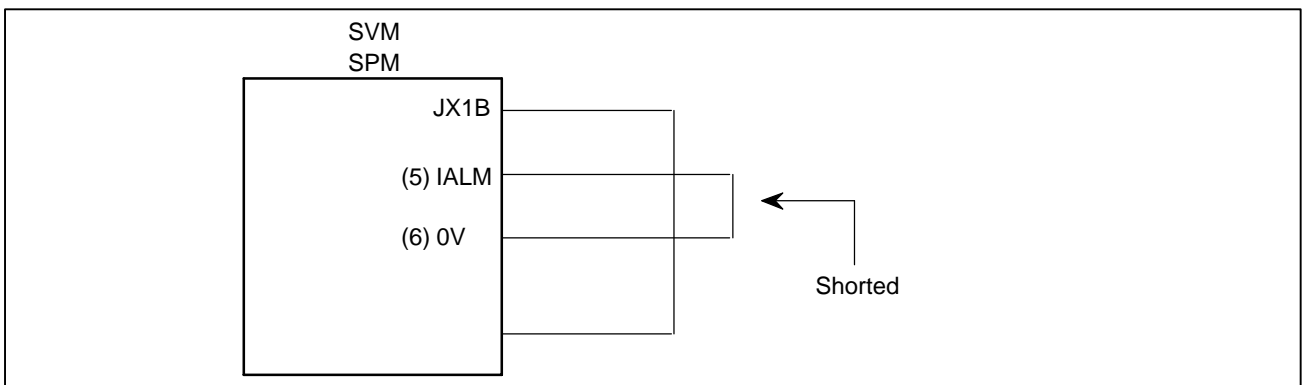 SVM
SPM
JX1B
(5) IALM
(6) 0V
Shorted